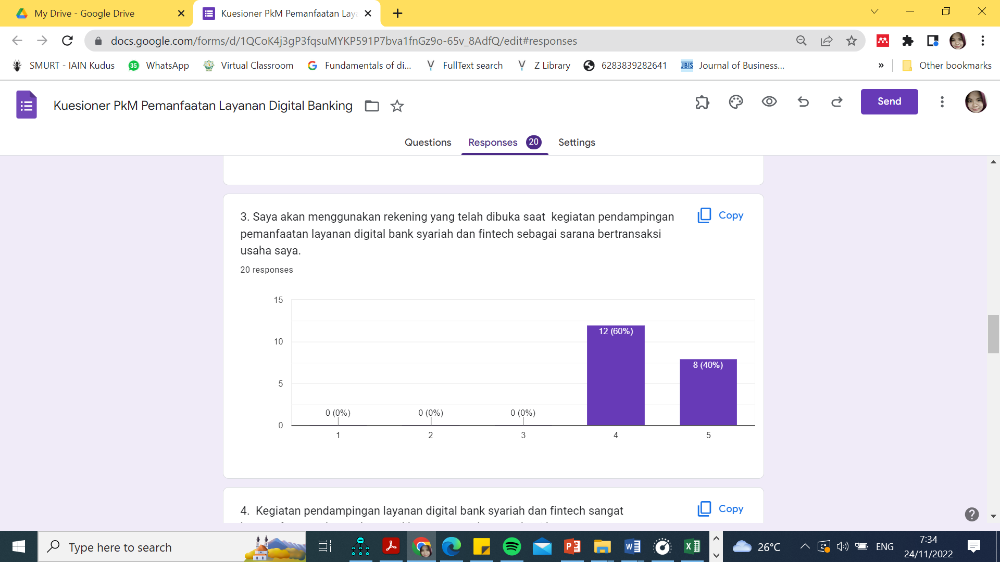 My Drive - Google Drive
Kuesioner PkM Pemanfaatan Lay
docs.google.com/forms/d/1QCoK4j3gP3fqsuMYKP591P7bva1fnGz9o-65v_8AdfQ/edit#responses
SMURT - IAIN Kudus
35
WhatsApp
Virtual Classroom
Fundamentals of di...
FullText search
Z Library
6283839282641
JBIS
Journal of Business...
»
Other bookmarks
Kuesioner PkM Pemanfaatan Layanan Digital Banking
Send
Questions
Responses 20
Settings
3. Saya akan menggunakan rekening yang telah dibuka saat kegiatan pendampingan
pemanfaatan layanan digital bank syariah dan fintech sebagai sarana bertransaksi
usaha saya.
Copy
20 responses
15
10
5
0
0 (0%)
0 (0%)
0 (0%)
12 (60%)
8 (40%)
1
2
3
4
5
4. Kegiatan pendampingan layanan digital bank syariah dan fintech sangat
Copy
Type here to search
26°C
ENG
7:34
24/11/2022